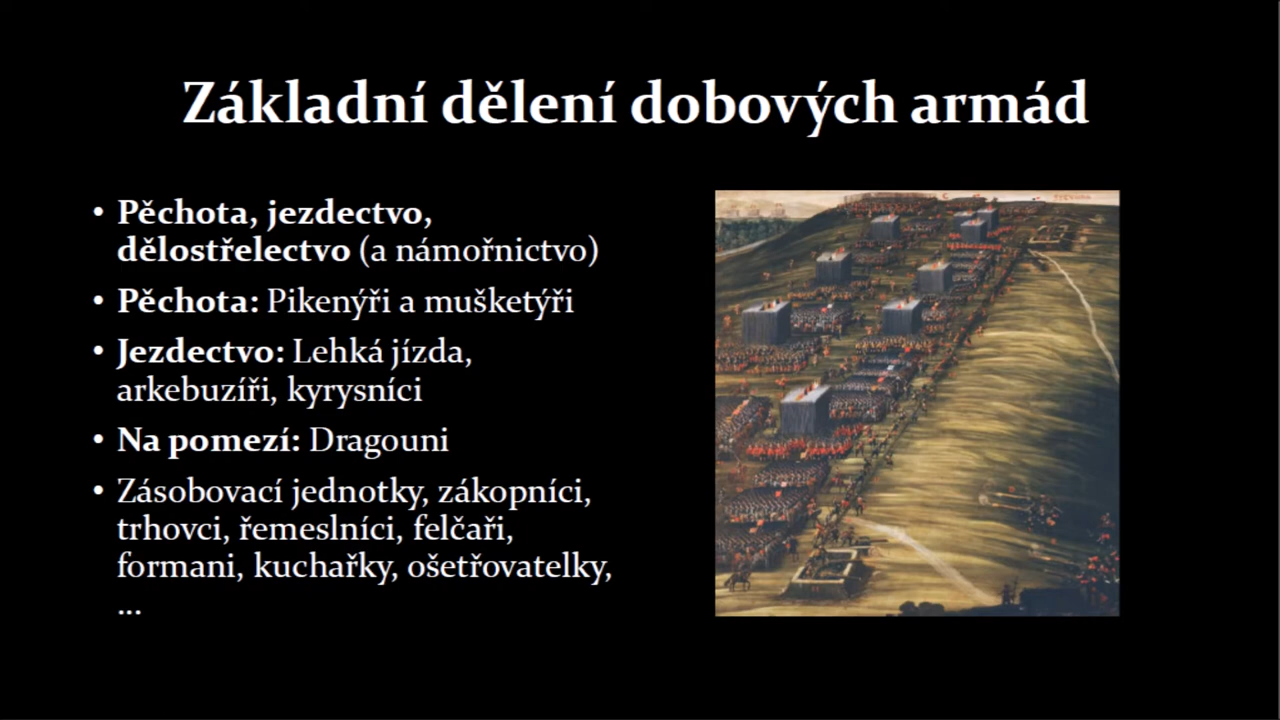 Základní dělení dobových armád
• Pěchota, jezdectvo,
dělostřelectvo (a námořnictvo)
• Pěchota: Pikenýři a mušketýři
• Jezdectvo: Lehká jízda,
arkebuzíři, kyrysníci
• Na pomezí: Dragouni
• Zásobovací jednotky, zákopníci,
trhovci, řemeslníci, felčaři,
formani, kuchařky, ošetřovatelky,
...